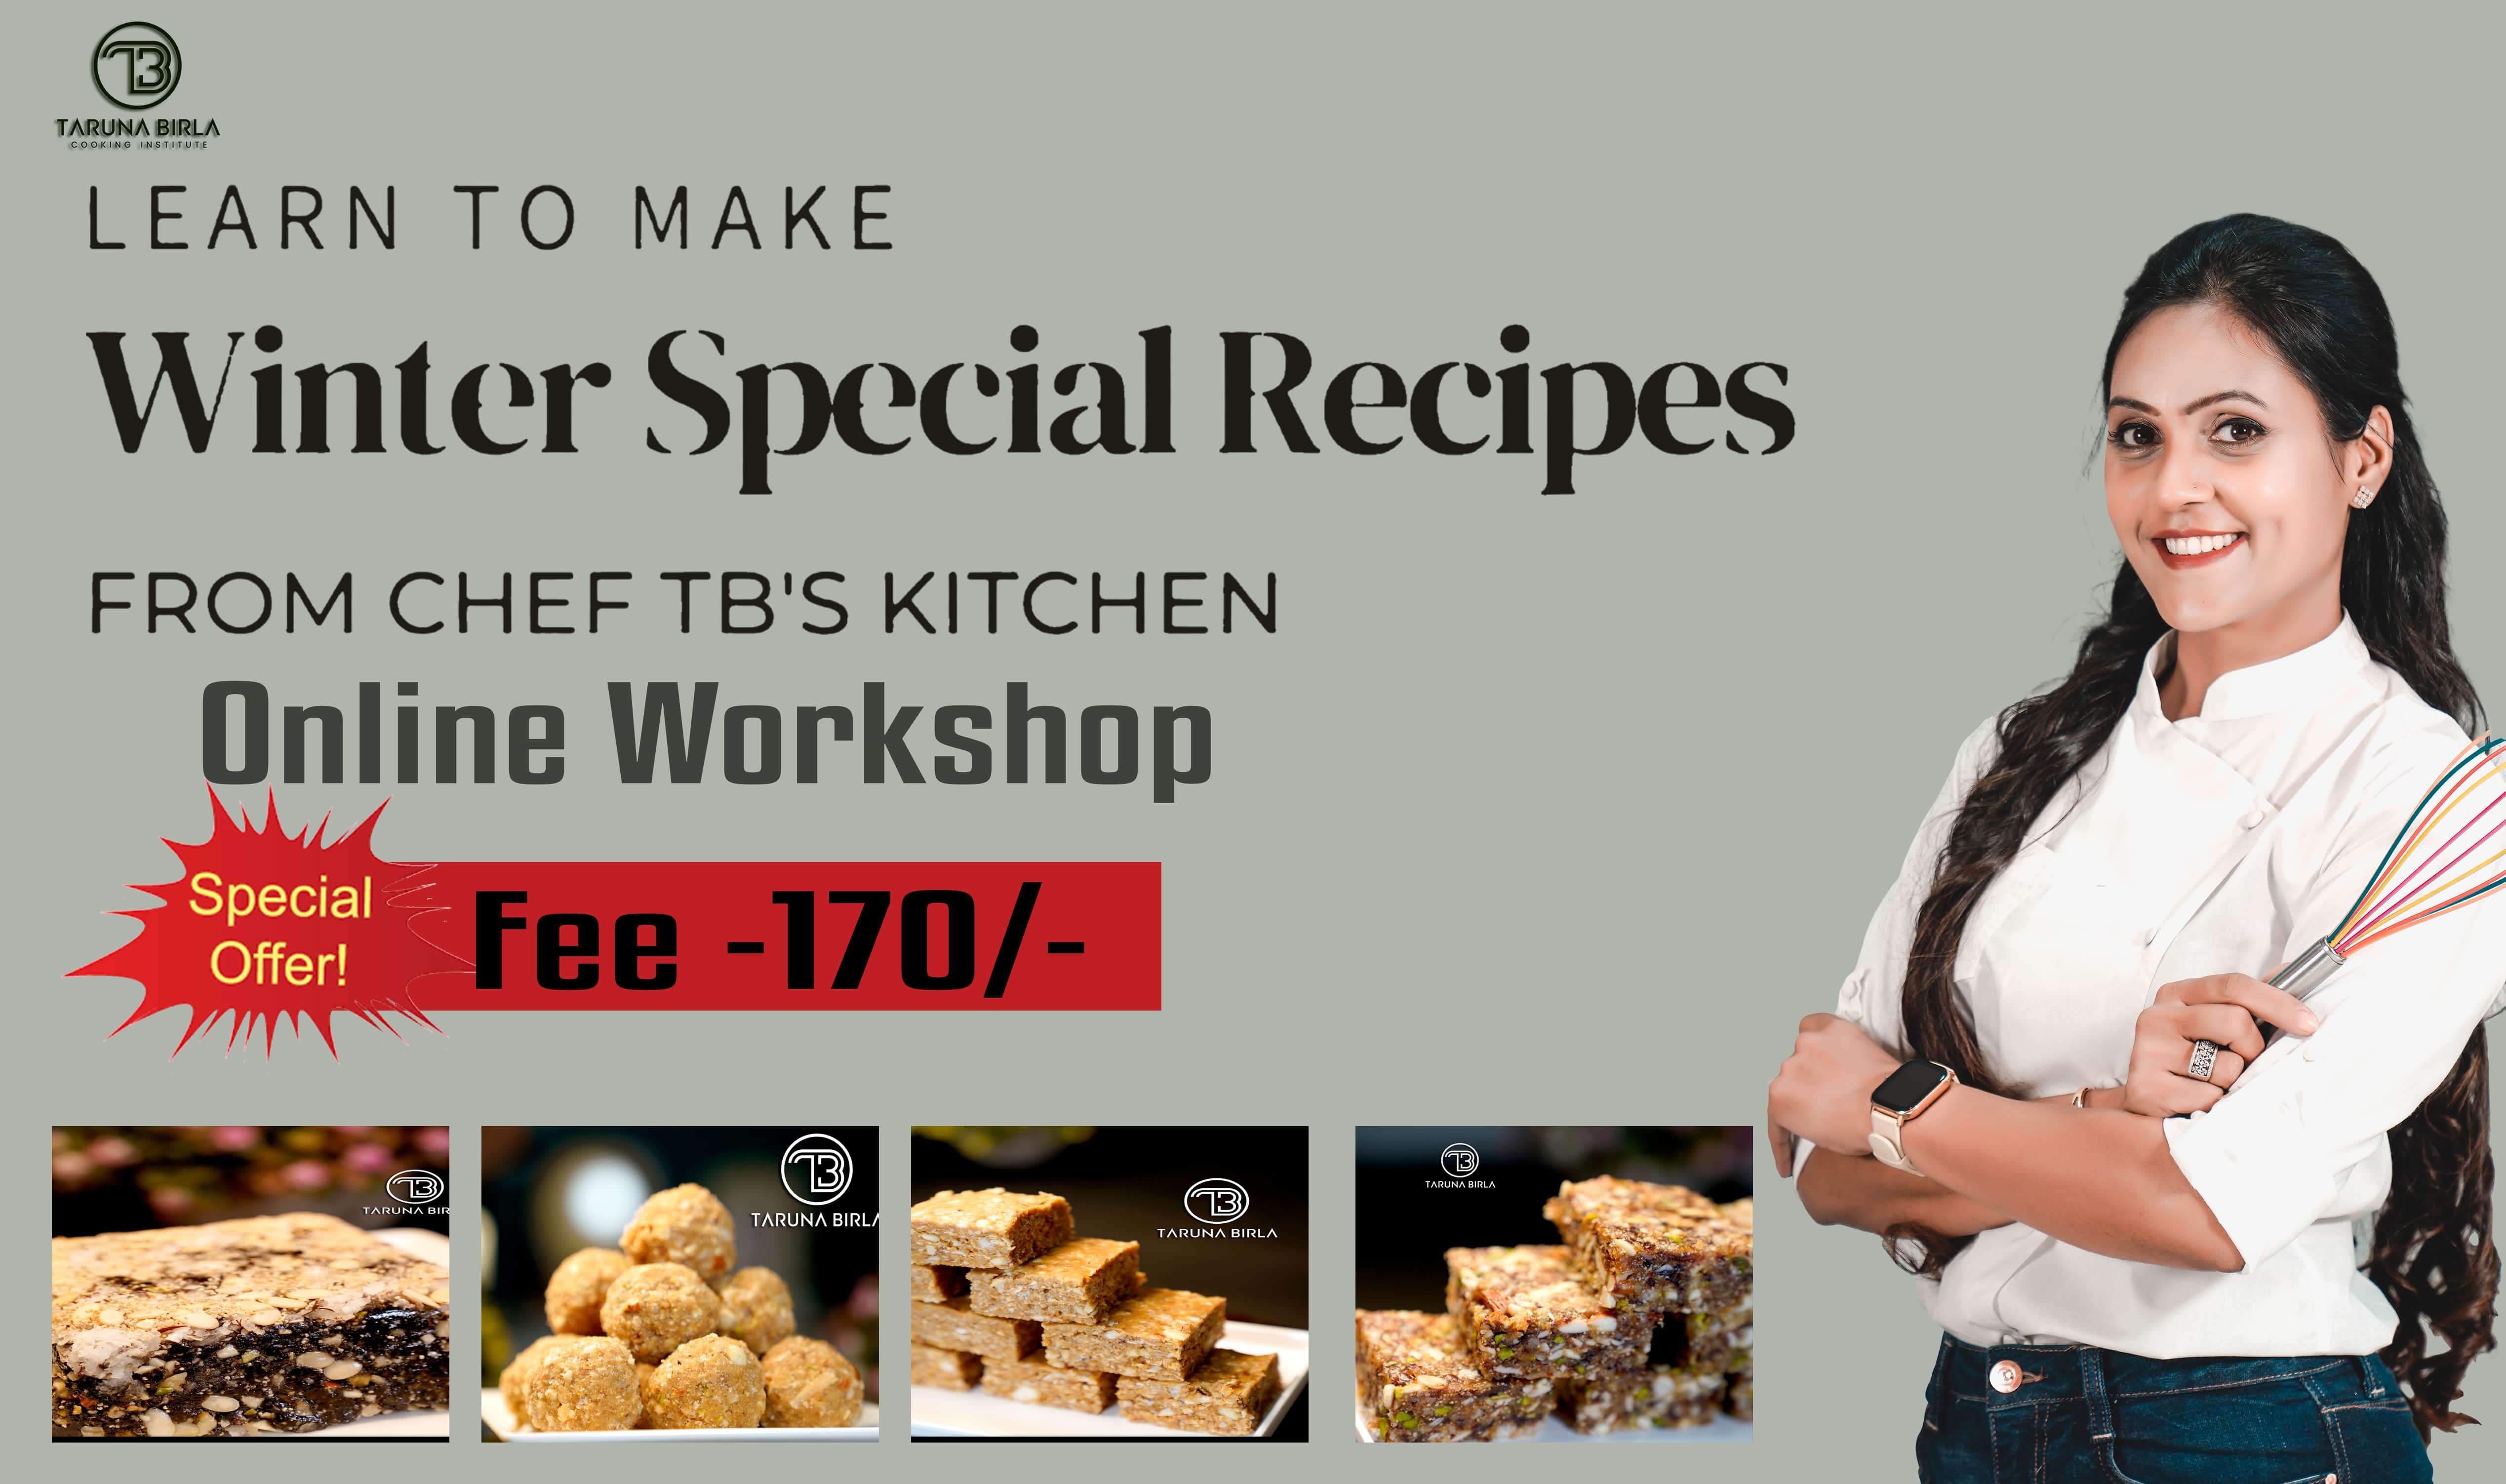 TB
TARUNA BIRLA
COOKING INSTITUTE
LEARN TO MAKE
Winter Special Recipes
FROM CHEF TB'S KITCHEN
Online Workshop
Special
Offer!
Fee -170/-
TB
TARUNA BIR
TB
TARUNA BIRLA
TB
TARUNA BIRLA
TB
TARUNA BIRLA